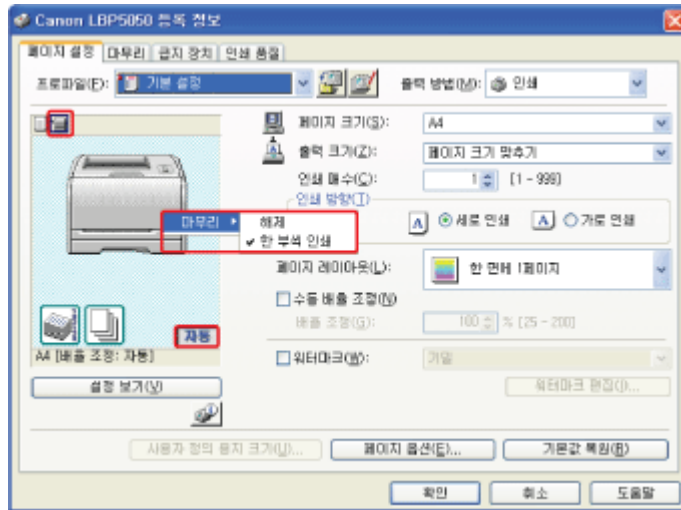 Canon LBP5050 등록 정보
페이지 설정 마무리 급지 장치 인쇄 품질
프로파일(F): 기본 설정 출력 방법(M): 인쇄
페이지 크기(S): A4
출력 크기(Z): 페이지 크기 맞추기
인쇄 매수(C): 1 [1 - 999]
인쇄 방향(T)
마무리 해제
A 세로 인쇄 A 가로 인쇄
한 부씩 인쇄
페이지 레이아웃(L): 한 면에 1페이지
수동 배율 조정(N)
자동
배율 조정(G): 100 % [25 - 200]
A4 [배율 조정: 자동]
워터마크(W): 기밀
설정 보기(V)
워터마크 편집(I)...
사용자 정의 용지 크기(U)... 페이지 옵션(E)... 기본값 복원(R)
확인 취소 도움말